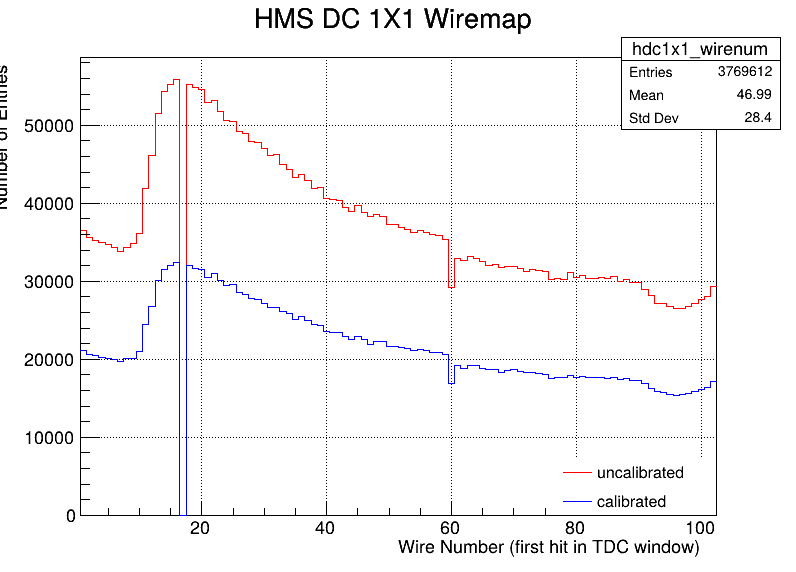 HMS DC 1X1 Wiremap
hdc1x1_wirenum
Entries 3769612
Mean 46.99
Std Dev 28.4
Number of Entries
50000
40000
30000
20000
10000
0
20 40 60 80 100
uncalibrated
calibrated
Wire Number (first hit in TDC window)